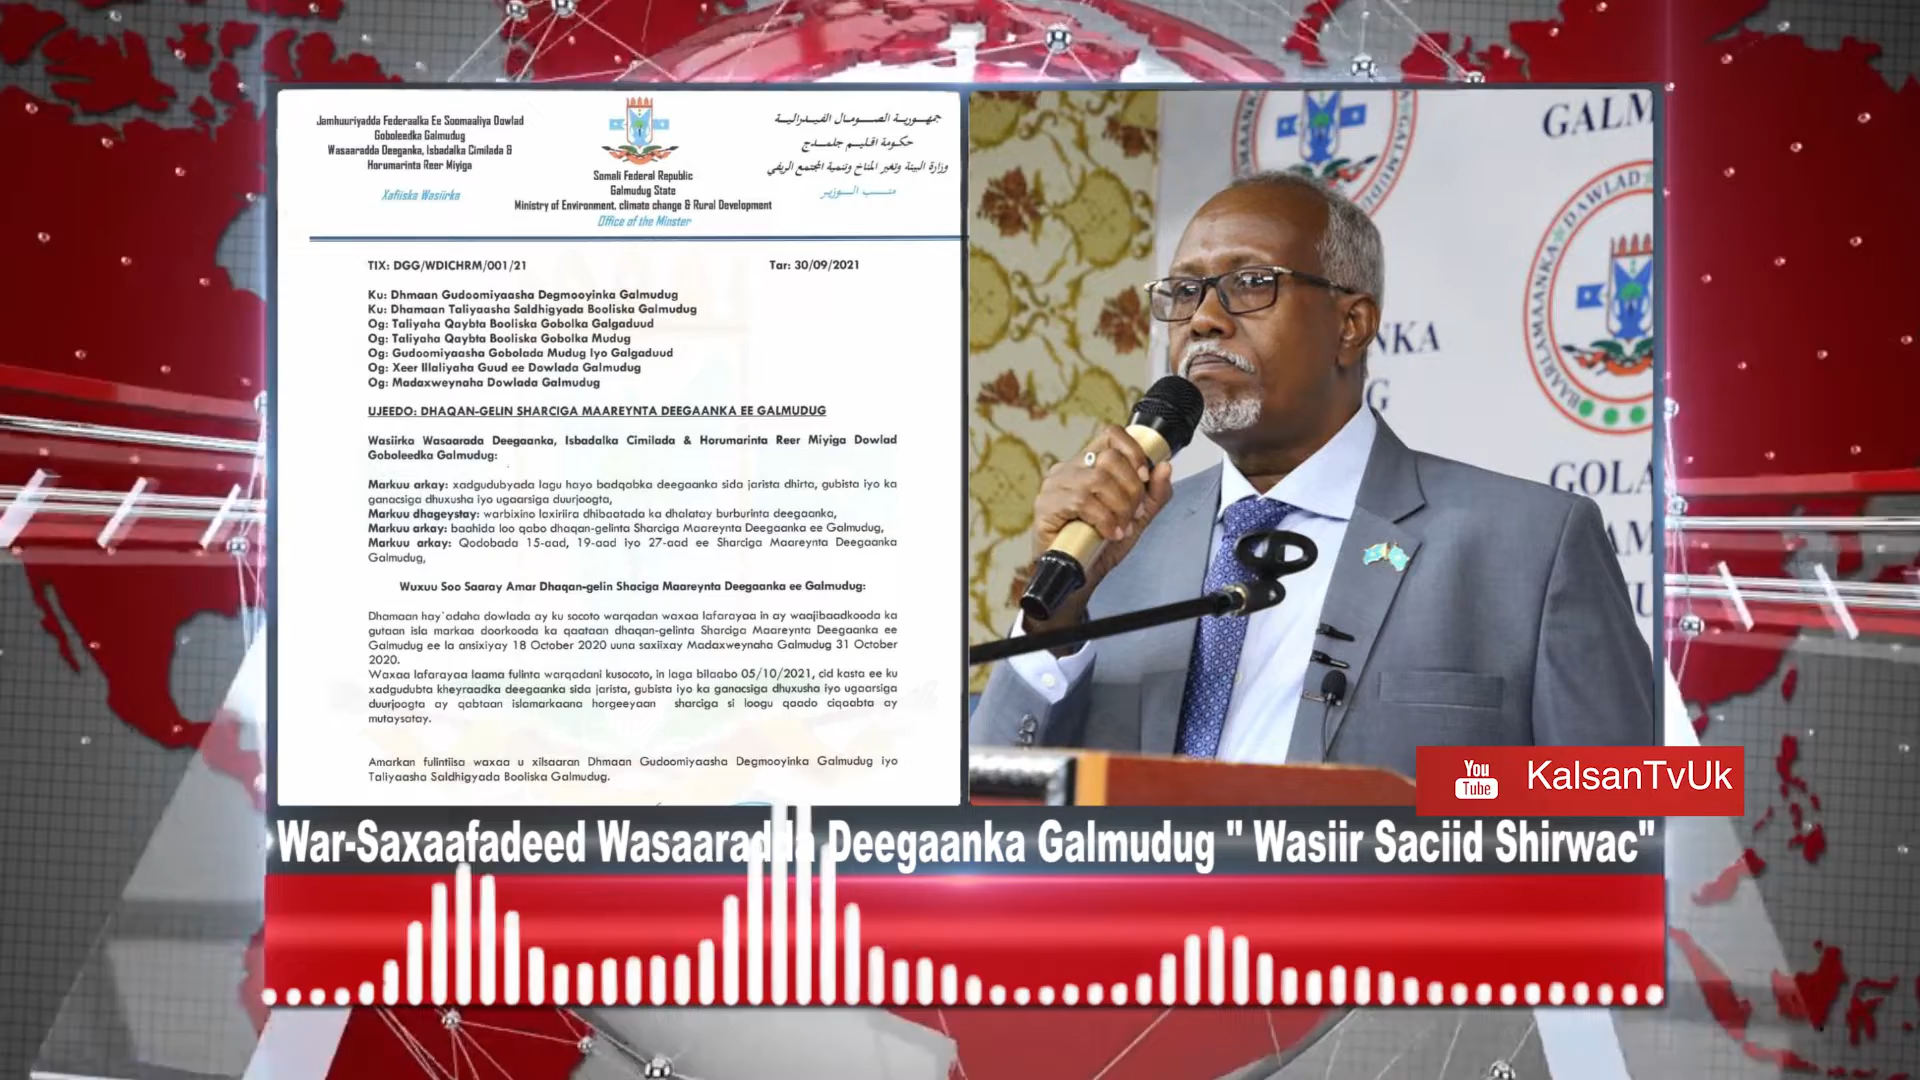 Jamhuuriyadda Federaalka Ee Soomaaliya Dowlad
Goboleedka Galmudug
Wasaaradda Deeganka, Isbadalka Cimilada &
Horumarinta Reer Miyiga
Xafiiska Wasiirka
Somali Federal Republic
Galmudug State
Ministry of Environment, climate change & Rural Development
Office of the Minster
جمهورية الصومال الفيدرالية
حكومة اقليم جلمدج
وزارة البيئة وتغير المناخ وتنمية المجتمع الريفي
مكتب الوزير
TIX: DGG/WDICHRM/001/21
Tar: 30/09/2021
Ku: Dhmaan Gudoomiyaasha Degmooyinka Galmudug
Ku: Dhamaan Taliyaasha Saldhigyada Booliska Galmudug
Og: Taliyaha Qaybta Booliska Gobolka Galgaduud
Og: Taliyaha Qaybta Booliska Gobolka Mudug
Og: Gudoomiyaasha Gobolada Mudug Iyo Galgaduud
Og: Xeer Illaliyaha Guud ee Dowlada Galmudug
Og: Madaxweynaha Dowlada Galmudug
UJEEDO: DHAQAN-GELIN SHARCIGA MAAREYNTA DEEGAANKA EE GALMUDUG
Wasiirka Wasaarada Deegaanka, Isbadalka Cimilada & Horumarinta Reer Miyiga Dowlad
Goboleedka Galmudug:
Markuu arkay: xadgudubyada lagu hayo badqabka deegaanka sida jarista dhirta, gubista iyo ka
ganacsiga dhuxusha iyo ugaarsiga duurjoogta,
Markuu dhageystay: warbixino laxiriira dhibaatada ka dhalatay burburinta deegaanka,
Markuu arkay: baahida loo qabo dhaqan-gelinta Sharciga Maareynta Deegaanka ee Galmudug,
Markuu arkay: Qodobada 15-aad, 19-aad iyo 27-aad ee Sharciga Maareynta Deegaanka
Galmudug,
Wuxuu Soo Saaray Amar Dhaqan-gelin Shaciga Maareynta Deegaanka ee Galmudug:
Dhamaan hay`adaha dowlada ay ku socoto warqadan waxaa lafarayaa in ay waajibaadkooda ka
gutaan isla markaa doorkooda ka qaataan dhaqan-gelinta Sharciga Maareynta Deegaanka ee
Galmudug ee la ansixiyay 18 October 2020 uuna saxiixay Madaxweynaha Galmudug 31 October
2020.
Waxaa lafarayaa laama fulinta warqadani kusocoto, in laga bilaabo 05/10/2021, cid kasta ee ku
xadgudubta kheyraadka deegaanka sida jarista, gubista iyo ka ganacsiga dhuxusha iyo ugaarsiga
duurjoogta ay qabtaan islamarkaana horgeeyaan sharciga si loogu qaado ciqaabta ay
mutaysatay.
Amarkan fulintiisa waxaa u xilsaaran Dhmaan Gudoomiyaasha Degmooyinka Galmudug iyo
Taliyaasha Saldhigyada Booliska Galmudug.
GALM
NKA
G
GOLA
AM
U
BAARLAMAANKA DAWLAD
You
Tube
KalsanTvUk
War-Saxaafadeed Wasaaradda Deegaanka Galmudug " Wasiir Saciid Shirwac"